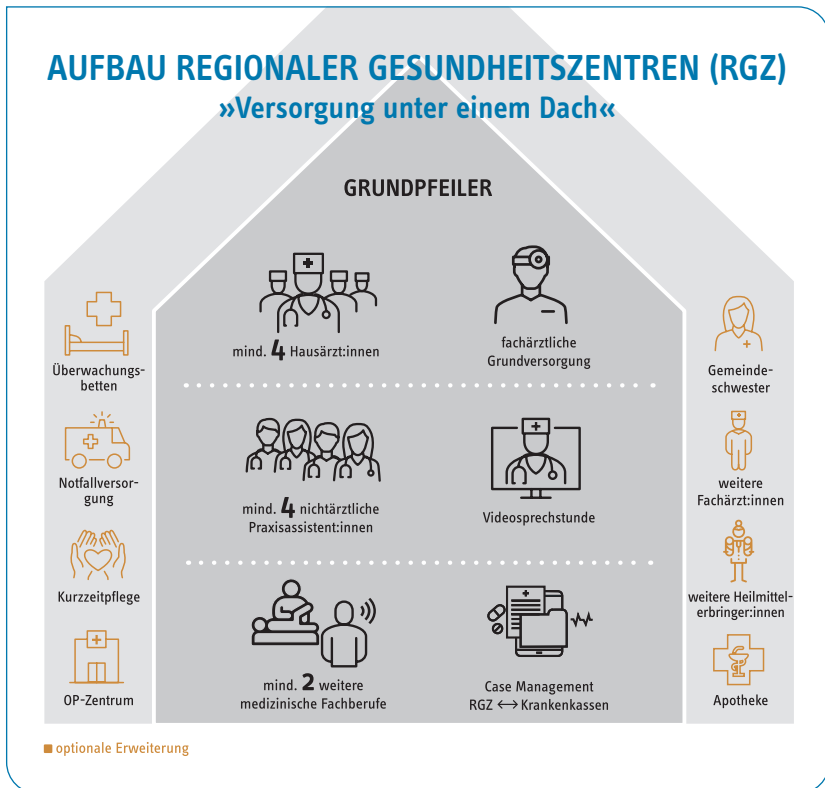 AUFBAU REGIONALER GESUNDHEITSZENTREN (RGZ)
»Versorgung unter einem Dach«
GRUNDPFEILER
mind. 4 Hausärzt:innen
fachärztliche
Grundversorgung
mind. 4 nichtärztliche
Praxisassistent:innen
Videosprechstunde
mind. 2 weitere
medizinische Fachberufe
Case Management
RGZ ↔ Krankenkassen
Überwachungs-
betten
Notfallversor-
gung
Kurzzeitpflege
OP-Zentrum
Gemeinde-
schwester
weitere
Fachärzt:innen
weitere Heilmittel-
erbringer:innen
Apotheke
optionale Erweiterung